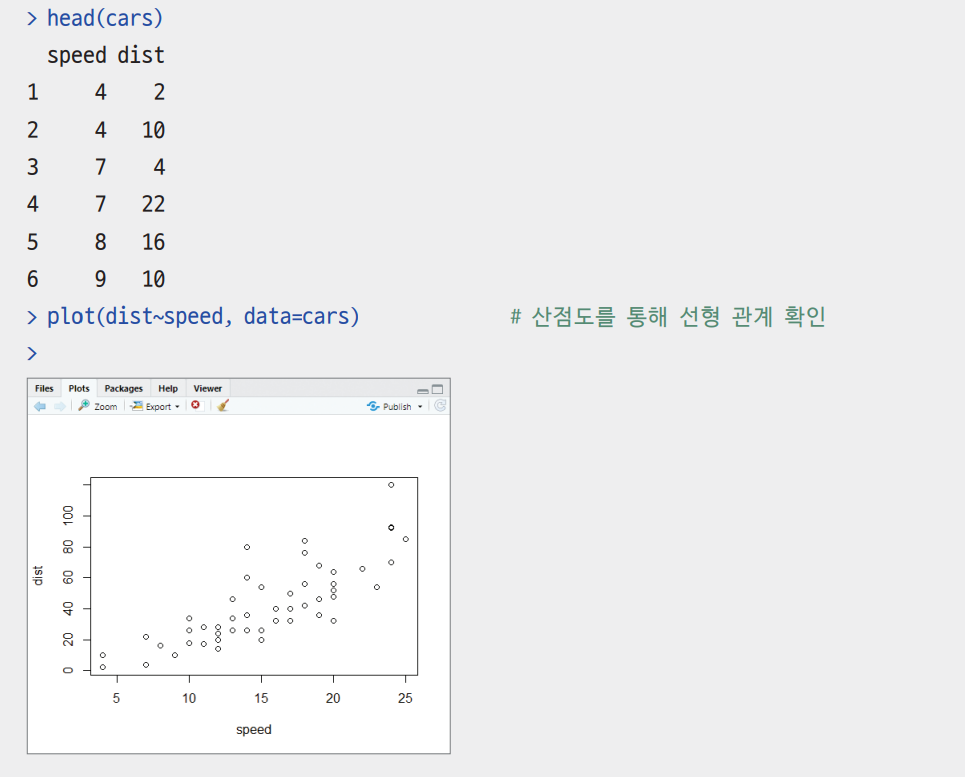 > head(cars)
speed dist
1 4 2
2 4 10
3 7 4
4 7 22
5 8 16
6 9 10
> plot(dist~speed, data=cars) # 산점도를 통해 선형 관계 확인
>
Files Plots Packages Help Viewer
Zoom Export Publish
100
80
60
40
20
0
dist
5 10 15 20 25
speed